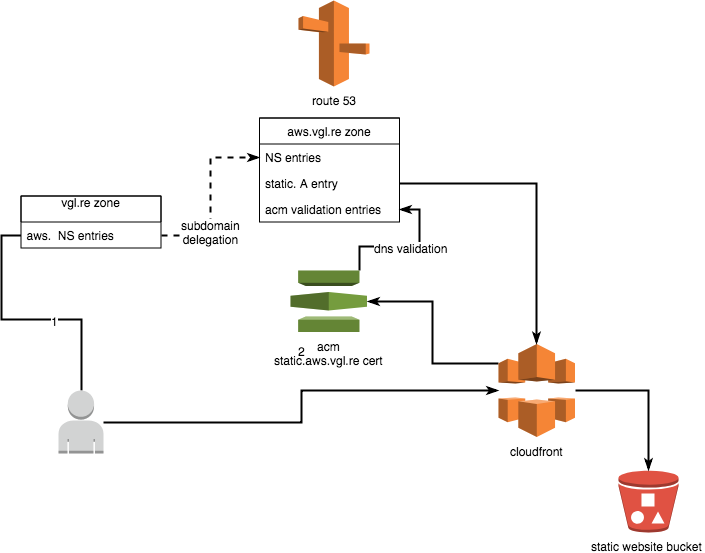 route 53
aws.vgl.re zone
NS entries
static. A entry
acm validation entries
vgl.re zone
aws.  NS entries
subdomain
delegation
dns validation
1
2
acm
static.aws.vgl.re cert
cloudfront
static website bucket